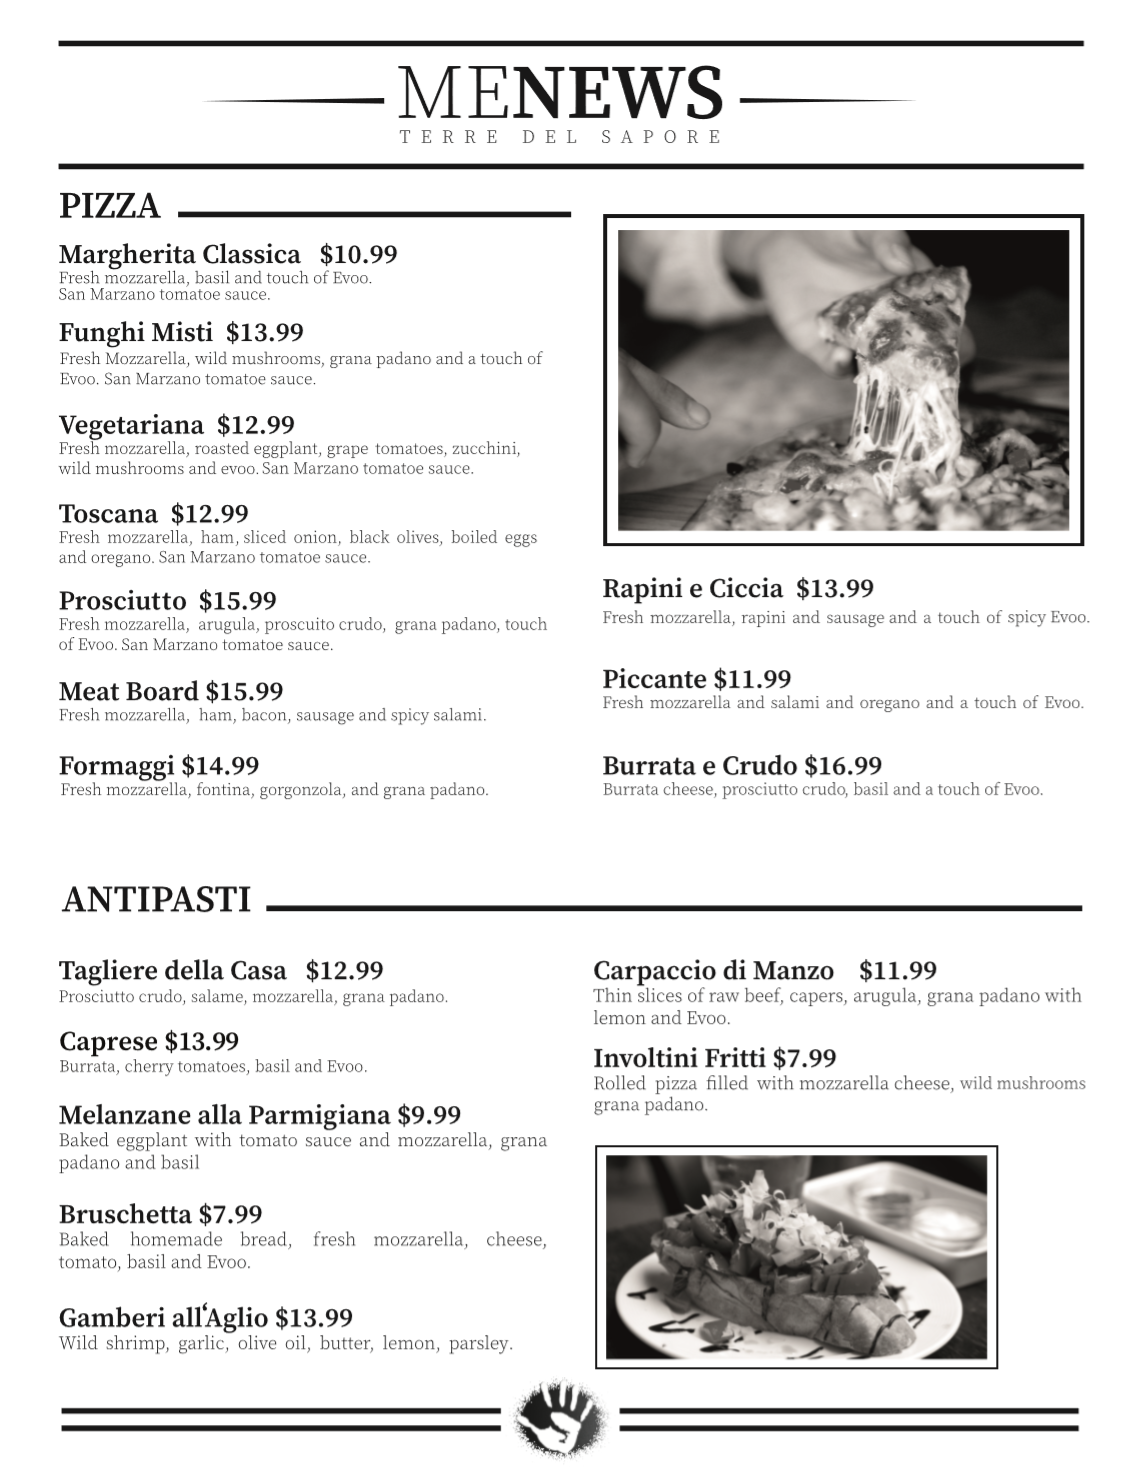 MENEWS
TERRE DEL SAPORE
PIZZA
Margherita Classica $10.99
Fresh mozzarella, basil and touch of Evoo.
San Marzano tomatoe sauce.
Funghi Misti $13.99
Fresh Mozzarella, wild mushrooms, grana padano and a touch of
Evoo. San Marzano tomatoe sauce.
Vegetariana $12.99
Fresh mozzarella, roasted eggplant, grape tomatoes, zucchini,
wild mushrooms and evoo. San Marzano tomatoe sauce.
Toscana $12.99
Fresh mozzarella, ham, sliced onion, black olives, boiled eggs
and oregano. San Marzano tomatoe sauce.
Prosciutto $15.99
Fresh mozzarella, arugula, proscuito crudo, grana padano, touch
of Evoo. San Marzano tomatoe sauce.
Meat Board $15.99
Fresh mozzarella, ham, bacon, sausage and spicy salami.
Formaggi $14.99
Fresh mozzarella, fontina, gorgonzola, and grana padano.
Rapini e Ciccia $13.99
Fresh mozzarella, rapini and sausage and a touch of spicy Evoo.
Piccante $11.99
Fresh mozzarella and salami and oregano and a touch of Evoo.
Burrata e Crudo $16.99
Burrata cheese, prosciutto crudo, basil and a touch of Evoo.
ANTIPASTI
Tagliere della Casa $12.99
Prosciutto crudo, salame, mozzarella, grana padano.
Caprese $13.99
Burrata, cherry tomatoes, basil and Evoo.
Melanzane alla Parmigiana $9.99
Baked eggplant with tomato sauce and mozzarella, grana
padano and basil
Bruschetta $7.99
Baked homemade bread, fresh mozzarella, cheese,
tomato, basil and Evoo.
Gamberi all‘Aglio $13.99
Wild shrimp, garlic, olive oil, butter, lemon, parsley.
Carpaccio di Manzo $11.99
Thin slices of raw beef, capers, arugula, grana padano with
lemon and Evoo.
Involtini Fritti $7.99
Rolled pizza filled with mozzarella cheese, wild mushrooms
grana padano.